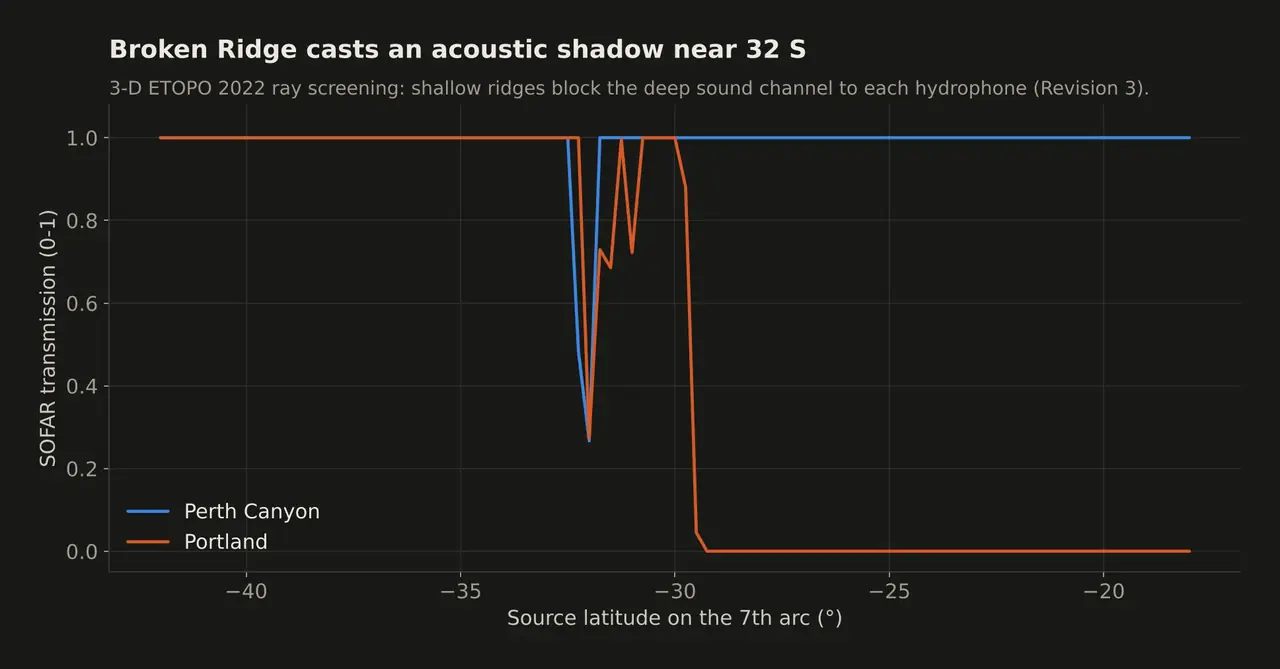 Broken Ridge casts an acoustic shadow near 32 S
3-D ETOPO 2022 ray screening: shallow ridges block the deep sound channel to each hydrophone (Revision 3).
SOFAR transmission (0-1)
1.0
0.8
0.6
0.4
0.2
0.0
Perth Canyon
Portland
−40
−35
−30
−25
−20
Source latitude on the 7th arc (°)